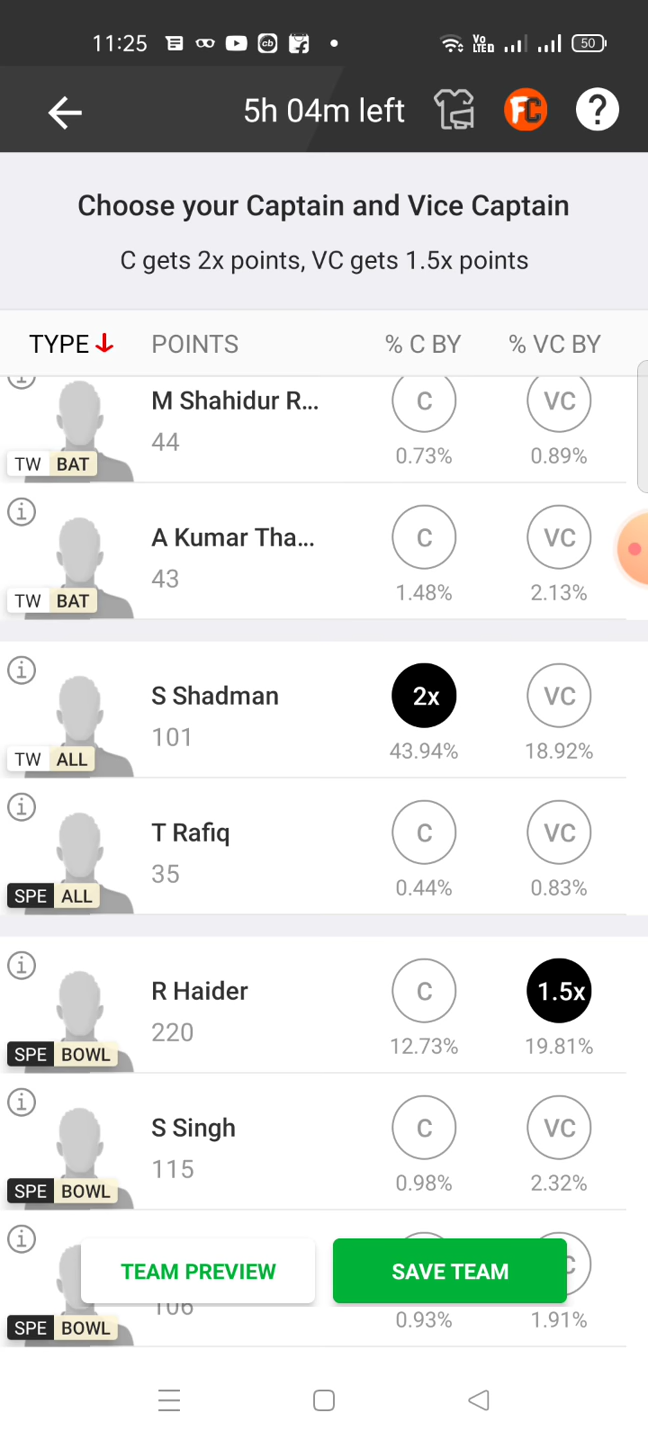 11:25 cb Vo LTED 50
5h 04m left FC ?
Choose your Captain and Vice Captain
C gets 2x points, VC gets 1.5x points
TYPE POINTS % C BY % VC BY
M Shahidur R... C VC
44
TW BAT 0.73% 0.89%
A Kumar Tha... C VC
43
TW BAT 1.48% 2.13%
S Shadman 2x VC
101
TW ALL 43.94% 18.92%
T Rafiq C VC
35
SPE ALL 0.44% 0.83%
R Haider C 1.5x
220
SPE BOWL 12.73% 19.81%
S Singh C VC
115
SPE BOWL 0.98% 2.32%
TEAM PREVIEW SAVE TEAM
106
SPE BOWL 0.93% 1.91%